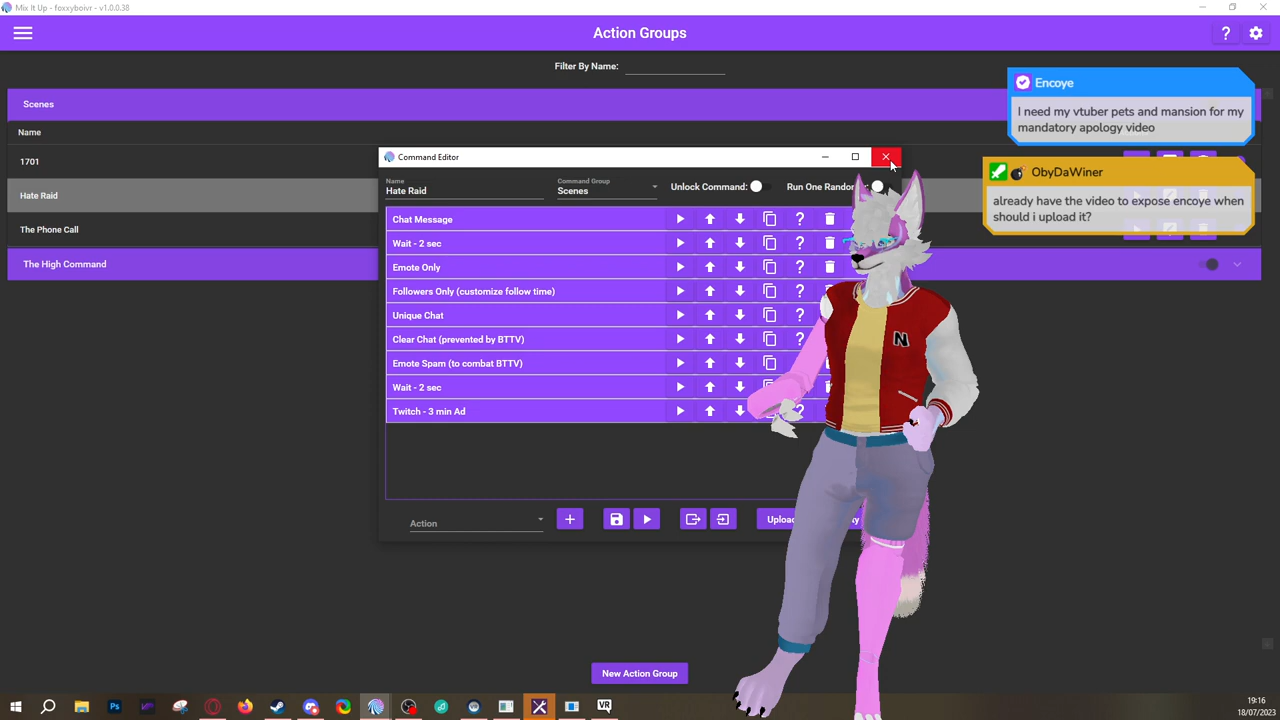 Mix It Up - foxxyboivr - v1.0.0.38
Action Groups
?
Filter By Name:
Scenes
Name
1701
Hate Raid
The Phone Call
The High Command
Command Editor
Name
Hate Raid
Command Group
Scenes
Unlock Command:
Run One Random
Chat Message
?
Wait - 2 sec
?
Emote Only
?
Followers Only (customize follow time)
?
Unique Chat
?
Clear Chat (prevented by BTTV)
?
Emote Spam (to combat BTTV)
Wait - 2 sec
Twitch - 3 min Ad
?
Action
Upload
New Action Group
Encoye
I need my vtuber pets and mansion for my
mandatory apology video
ObyDaWiner
already have the video to expose encoye when
should i upload it?
N
Ps
VR
19:16
18/07/2023